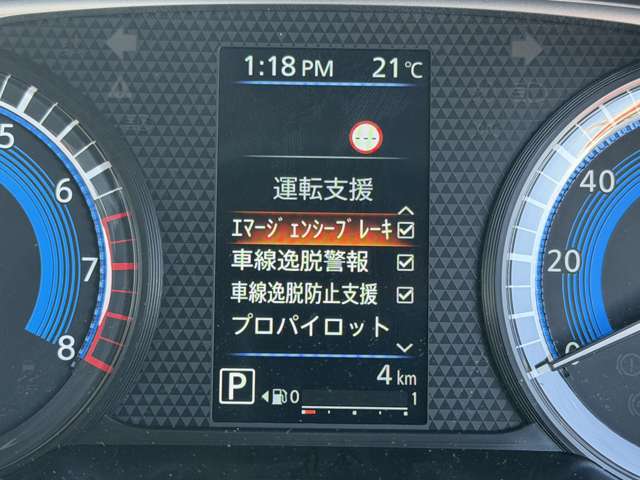 1:18 PM 21℃
運転支援
ｴﾏｰｼﾞｪﾝｼｰﾌﾞﾚｰｷ
車線逸脱警報
車線逸脱防止支援
プロパイロット
4 km
P 0 1
5
6
7
8
40
20
0